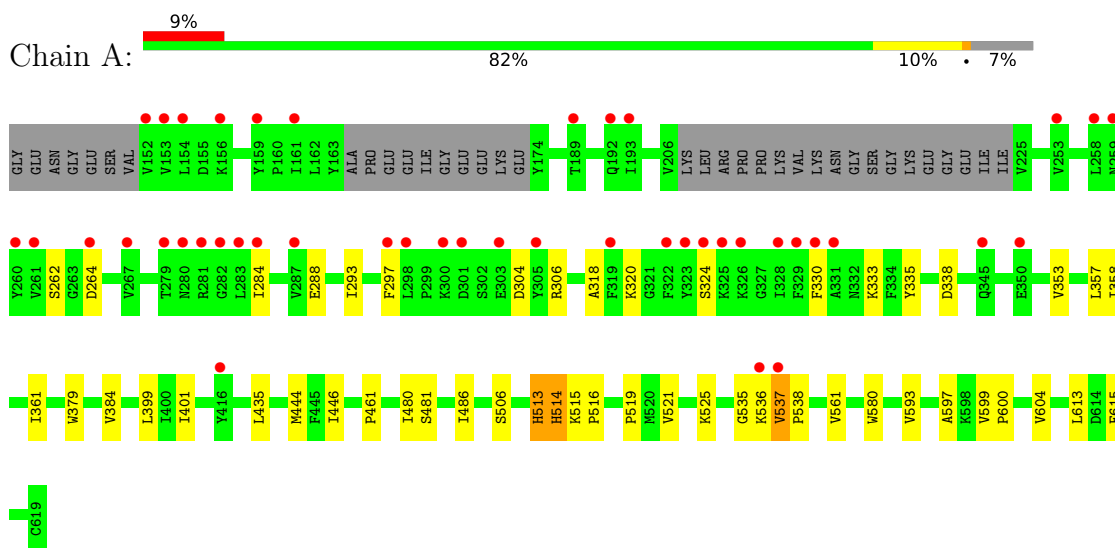 9%
Chain A:
82% 10% • 7%
GLY GLU ASN GLY GLU SER VAL V152 V153 L154 D155 K156 Y159 P160 I161 L162 Y163 ALA PRO GLU GLU ILE GLY GLU GLU LYS GLU Y174 T189 Q192 I193 V206 LYS LEU ARG PRO PRO LYS VAL LYS ASN GLY SER GLY LYS GLU GLY GLU ILE ILE V225 V253 L258 N259
Y260 V261 S262 G263 D264 V267 T279 N280 R281 G282 L283 I284 V287 E288 I293 F297 L298 P299 K300 D301 S302 E303 D304 Y305 R306 A318 F319 K320 G321 F322 Y323 S324 K325 K326 G327 I328 F329 F330 A331 N332 K333 F334 Y335 D338 Q345 E350 V353 L357 I358
I361 W379 V384 L399 I400 I401 Y416 L435 M444 F445 I446 P461 I480 S481 I486 S506 H513 H514 K515 P516 P519 M520 V521 K525 G535 K536 V537 P538 V561 W580 V593 A597 K598 V599 P600 V604 L613 D614
C619